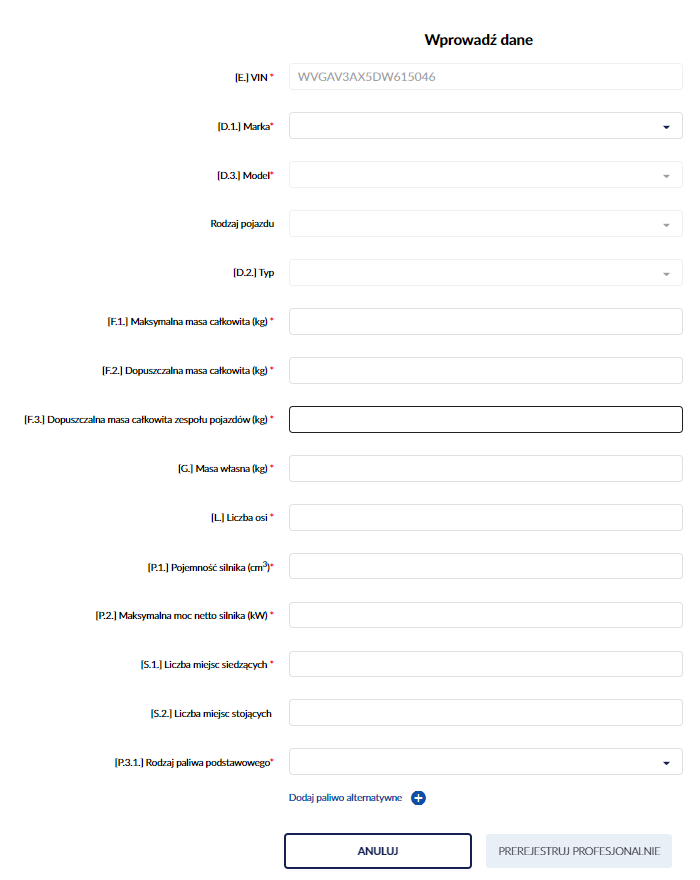 Wprowadź dane
[E.] VIN * WVGAV3AX5DW615046
[D.1.] Marka*
[D.3.] Model*
Rodzaj pojazdu
[D.2.] Typ
[F.1.] Maksymalna masa całkowita (kg) *
[F.2.] Dopuszczalna masa całkowita (kg) *
[F.3.] Dopuszczalna masa całkowita zespołu pojazdów (kg) *
[G.] Masa własna (kg) *
[L.] Liczba osi *
[P.1.] Pojemność silnika (cm³)*
[P.2.] Maksymalna moc netto silnika (kW) *
[S.1.] Liczba miejsc siedzących *
[S.2.] Liczba miejsc stojących
[P.3.1.] Rodzaj paliwa podstawowego*
Dodaj paliwo alternatywne
ANULUJ PREREJESTRUJ PROFESJONALNIE